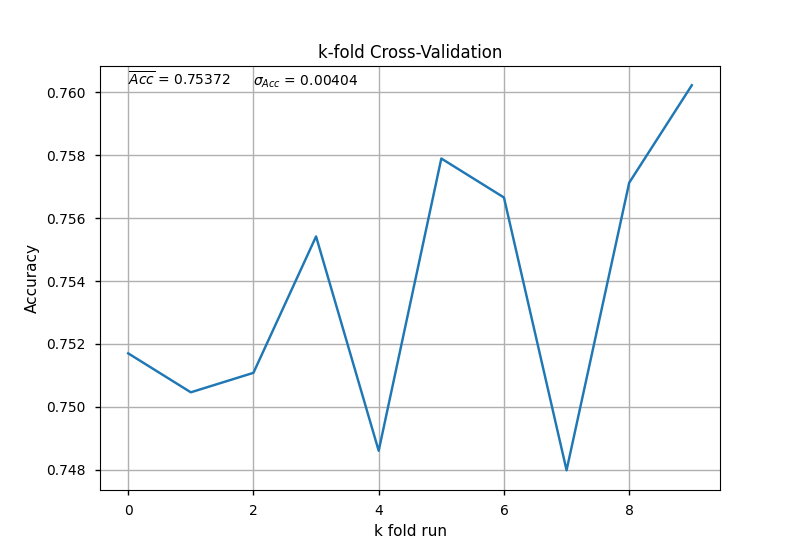 k-fold Cross-Validation
Acc = 0.75372 σAcc = 0.00404
0.760
0.758
0.756
0.754
0.752
0.750
0.748
Accuracy
0 2 4 6 8
k fold run